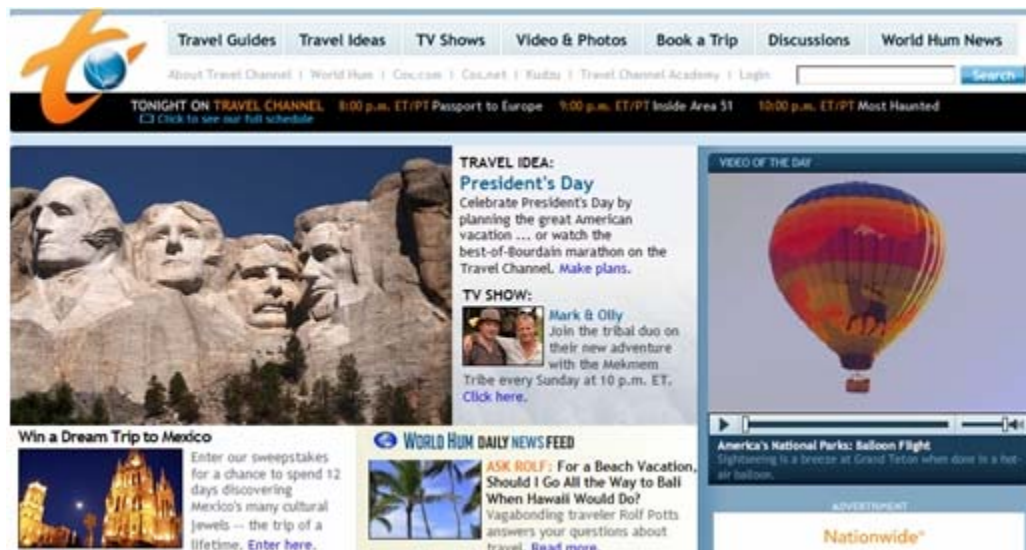 Travel Guides Travel Ideas TV Shows Video & Photos Book a Trip Discussions World Hum News
About Travel Channel | World Hum | Cox.com | Cox.net | Kudzu | Travel Channel Academy | Login
Search
TONIGHT ON TRAVEL CHANNEL 8:00 p.m. ET/PT Passport to Europe 9:00 p.m. ET/PT Inside Area 51 10:00 p.m. ET/PT Most Haunted
Click to see our full schedule
TRAVEL IDEA:
President's Day
Celebrate President's Day by
planning the great American
vacation ... or watch the
best-of-Bourdain marathon on the
Travel Channel. Make plans.
TV SHOW:
Mark & Olly
Join the tribal duo on
their new adventure
with the Mekmem
Tribe every Sunday at 10 p.m. ET.
Click here.
VIDEO OF THE DAY
America's National Parks: Balloon Flight
Sightseeing is a breeze at Grand Teton when done in a hot-
air balloon.
Win a Dream Trip to Mexico
Enter our sweepstakes
for a chance to spend 12
days discovering
Mexico's many cultural
jewels -- the trip of a
lifetime. Enter here.
WORLD HUM DAILY NEWS FEED
ASK ROLF: For a Beach Vacation,
Should I Go All the Way to Bali
When Hawaii Would Do?
Vagabonding traveler Rolf Potts
answers your questions about
travel. Read more.
ADVERTISEMENT
Nationwide®